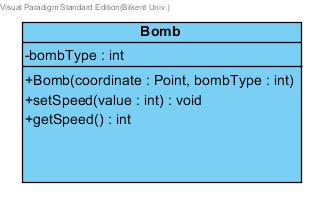 Visual Paradigm Standard Edition(Bilkent Univ.)
Bomb
-bombType : int
+Bomb(coordinate : Point, bombType : int)
+setSpeed(value : int) : void
+getSpeed() : int